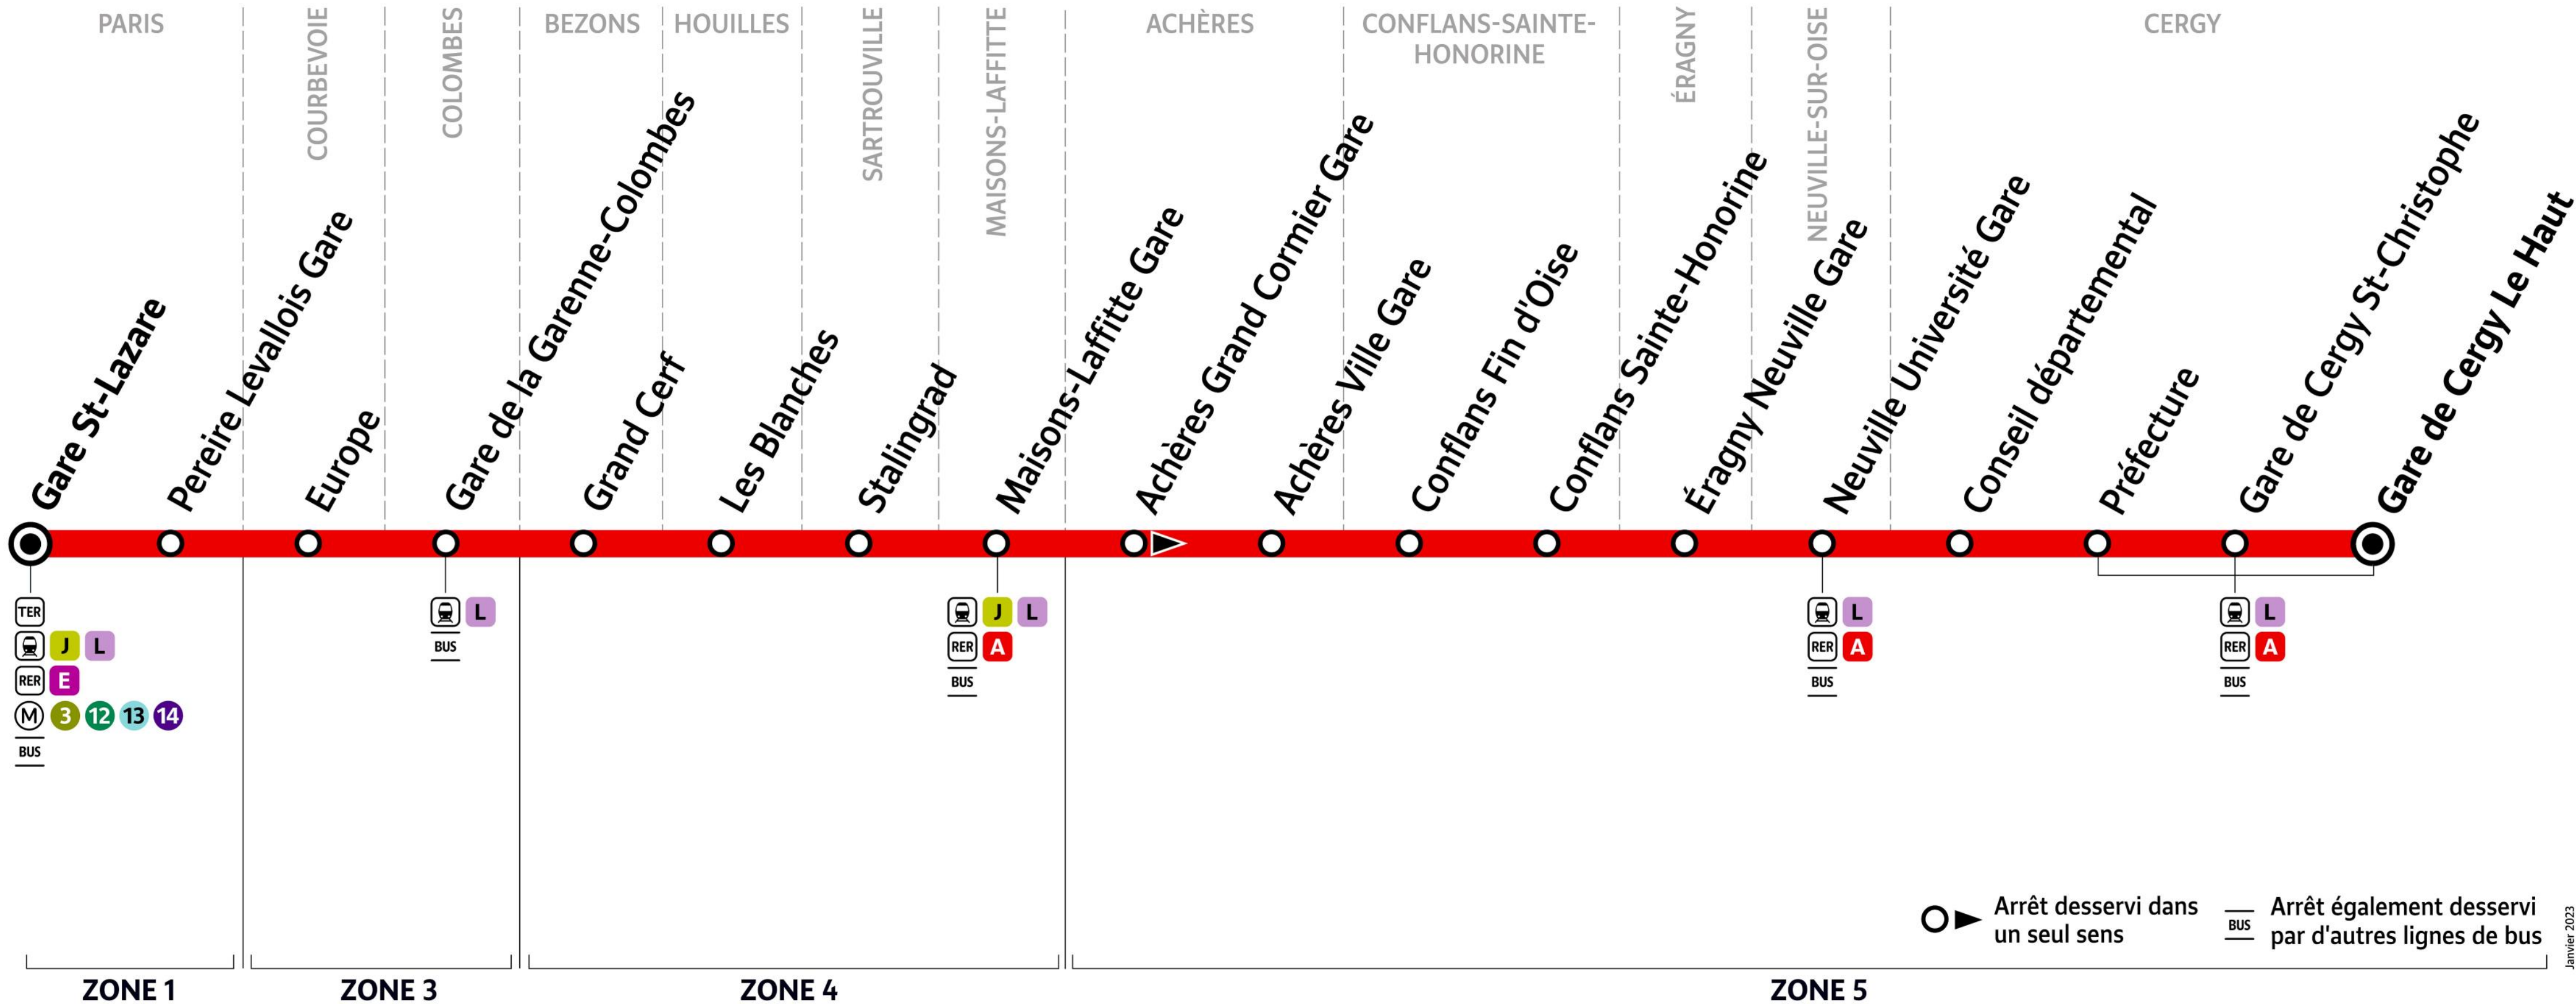 PARIS
COURBEVOIE
COLOMBES
BEZONS
HOUILLES
SARTROUVILLE
MAISONS-LAFFITTE
ACHÈRES
CONFLANS-SAINTE-
HONORINE
ÉRAGNY
NEUVILLE-SUR-OISE
CERGY
Gare St-Lazare
Pereire Levallois Gare
Europe
Gare de la Garenne-Colombes
Grand Cerf
Les Blanches
Stalingrad
Maisons-Laffitte Gare
Achères Grand Cormier Gare
Achères Ville Gare
Conflans Fin d'Oise
Conflans Sainte-Honorine
Éragny Neuville Gare
Neuville Université Gare
Conseil départemental
Préfecture
Gare de Cergy St-Christophe
Gare de Cergy Le Haut
TER
J L
RER E
M 3 12 13 14
BUS
L
BUS
J L
RER A
BUS
L
RER A
BUS
L
RER A
BUS
Arrêt desservi dans
un seul sens
BUS
Arrêt également desservi
par d'autres lignes de bus
Janvier 2023
ZONE 1
ZONE 3
ZONE 4
ZONE 5